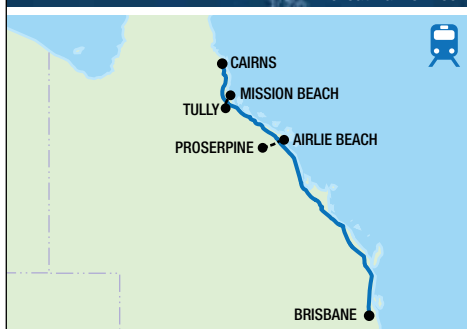 CAIRNS
MISSION BEACH
TULLY
AIRLIE BEACH
PROSERPINE
BRISBANE